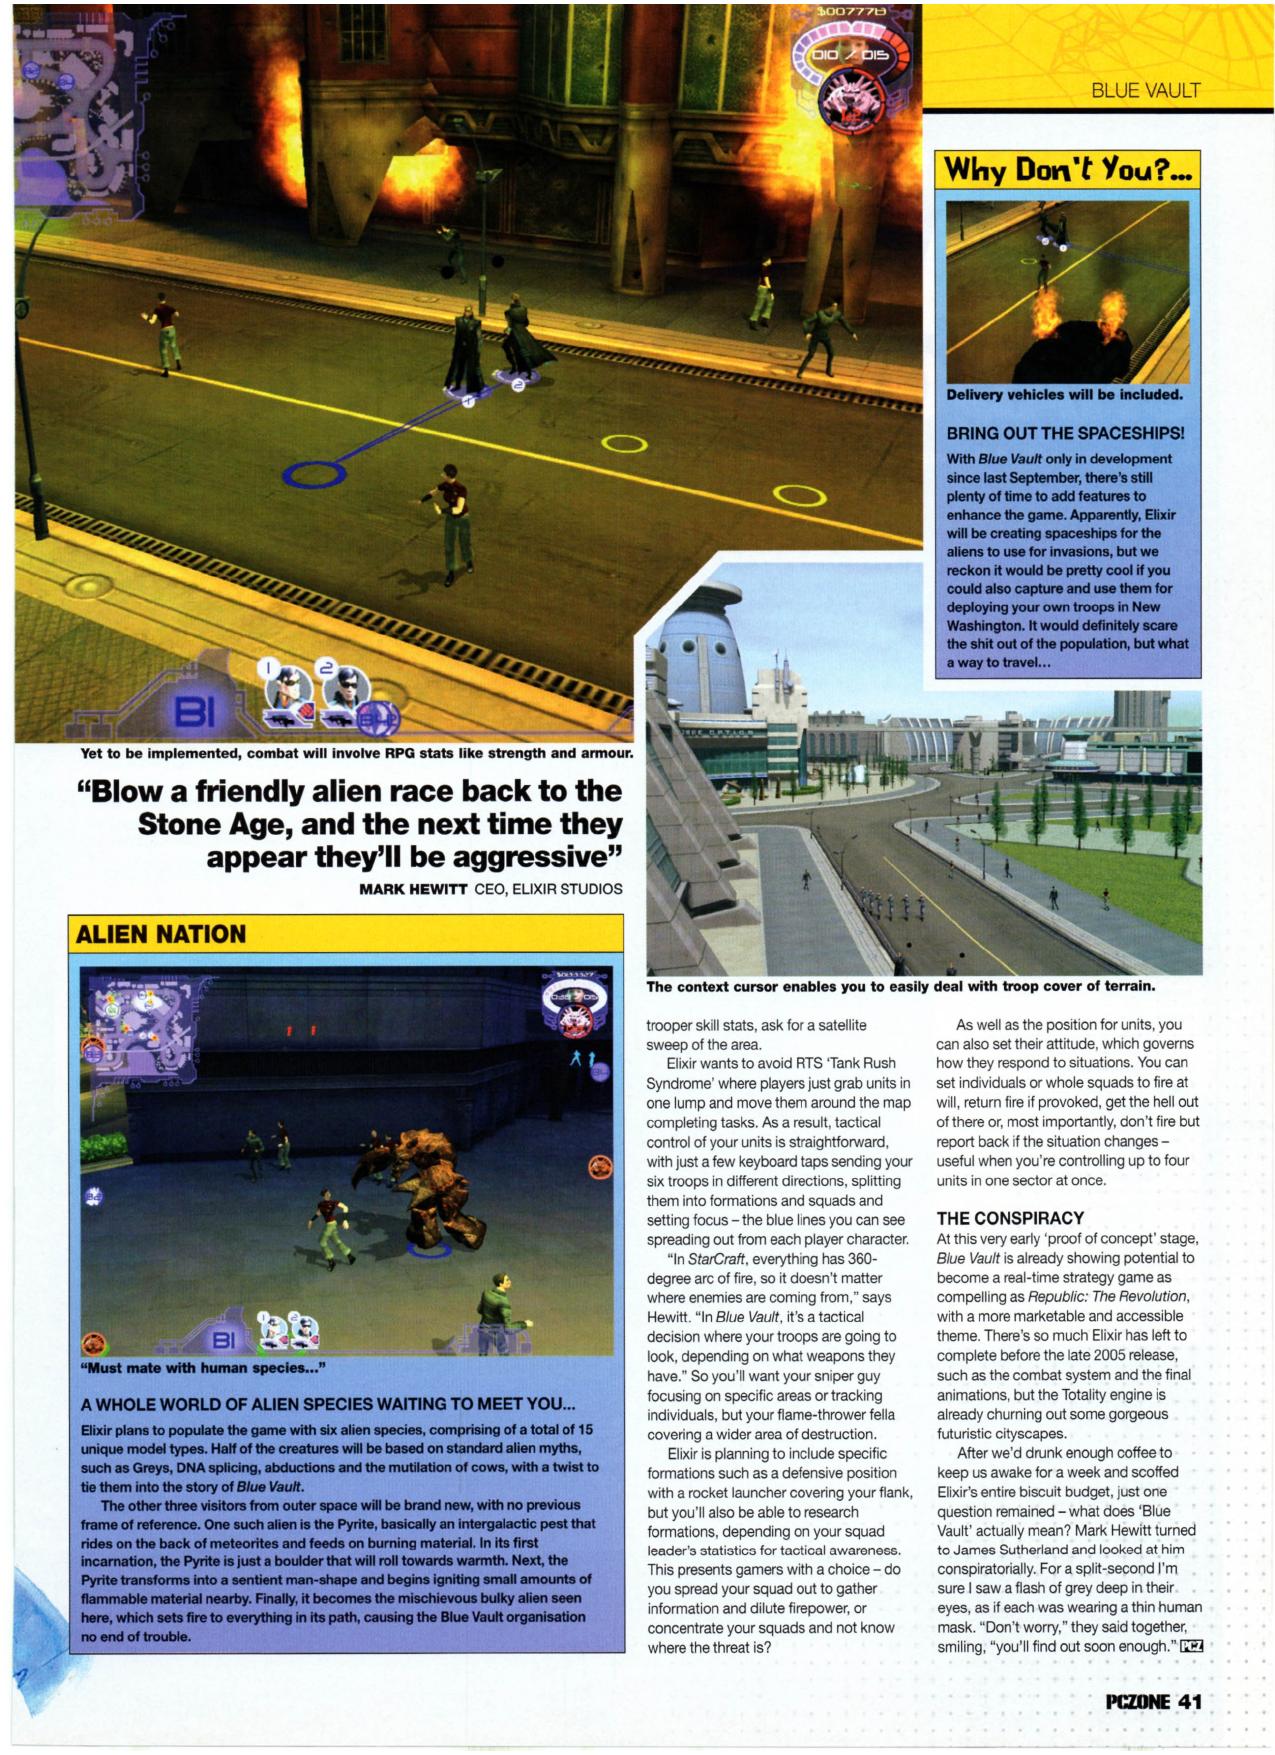 $007778
010 / 015
BLUE VAULT
1
2
1
2
BI
B4
Yet to be implemented, combat will involve RPG stats like strength and armour.
“Blow a friendly alien race back to the
Stone Age, and the next time they
appear they’ll be aggressive”
MARK HEWITT CEO, ELIXIR STUDIOS
Why Don't You?...
Delivery vehicles will be included.
BRING OUT THE SPACESHIPS!
With Blue Vault only in development
since last September, there’s still
plenty of time to add features to
enhance the game. Apparently, Elixir
will be creating spaceships for the
aliens to use for invasions, but we
reckon it would be pretty cool if you
could also capture and use them for
deploying your own troops in New
Washington. It would definitely scare
the shit out of the population, but what
a way to travel...
The context cursor enables you to easily deal with troop cover of terrain.
ALIEN NATION
1
2
BI
“Must mate with human species...”
A WHOLE WORLD OF ALIEN SPECIES WAITING TO MEET YOU...
Elixir plans to populate the game with six alien species, comprising of a total of 15
unique model types. Half of the creatures will be based on standard alien myths,
such as Greys, DNA splicing, abductions and the mutilation of cows, with a twist to
tie them into the story of Blue Vault.
The other three visitors from outer space will be brand new, with no previous
frame of reference. One such alien is the Pyrite, basically an intergalactic pest that
rides on the back of meteorites and feeds on burning material. In its first
incarnation, the Pyrite is just a boulder that will roll towards warmth. Next, the
Pyrite transforms into a sentient man-shape and begins igniting small amounts of
flammable material nearby. Finally, it becomes the mischievous bulky alien seen
here, which sets fire to everything in its path, causing the Blue Vault organisation
no end of trouble.
trooper skill stats, ask for a satellite
sweep of the area.
Elixir wants to avoid RTS ‘Tank Rush
Syndrome’ where players just grab units in
one lump and move them around the map
completing tasks. As a result, tactical
control of your units is straightforward,
with just a few keyboard taps sending your
six troops in different directions, splitting
them into formations and squads and
setting focus – the blue lines you can see
spreading out from each player character.
“In StarCraft, everything has 360-
degree arc of fire, so it doesn’t matter
where enemies are coming from,” says
Hewitt. “In Blue Vault, it’s a tactical
decision where your troops are going to
look, depending on what weapons they
have.” So you’ll want your sniper guy
focusing on specific areas or tracking
individuals, but your flame-thrower fella
covering a wider area of destruction.
Elixir is planning to include specific
formations such as a defensive position
with a rocket launcher covering your flank,
but you’ll also be able to research
formations, depending on your squad
leader’s statistics for tactical awareness.
This presents gamers with a choice – do
you spread your squad out to gather
information and dilute firepower, or
concentrate your squads and not know
where the threat is?
As well as the position for units, you
can also set their attitude, which governs
how they respond to situations. You can
set individuals or whole squads to fire at
will, return fire if provoked, get the hell out
of there or, most importantly, don’t fire but
report back if the situation changes –
useful when you’re controlling up to four
units in one sector at once.
THE CONSPIRACY
At this very early ‘proof of concept’ stage,
Blue Vault is already showing potential to
become a real-time strategy game as
compelling as Republic: The Revolution,
with a more marketable and accessible
theme. There’s so much Elixir has left to
complete before the late 2005 release,
such as the combat system and the final
animations, but the Totality engine is
already churning out some gorgeous
futuristic cityscapes.
After we’d drunk enough coffee to
keep us awake for a week and scoffed
Elixir’s entire biscuit budget, just one
question remained – what does ‘Blue
Vault’ actually mean? Mark Hewitt turned
to James Sutherland and looked at him
conspiratorially. For a split-second I’m
sure I saw a flash of grey deep in their
eyes, as if each was wearing a thin human
mask. “Don’t worry,” they said together,
smiling, “you’ll find out soon enough.” PCZ
PCZONE 41